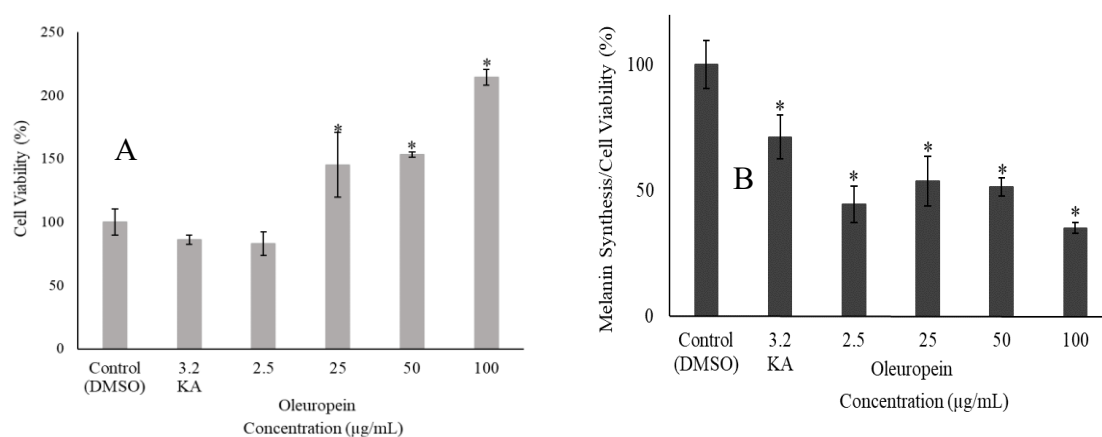 250
200
150
100
50
0
Cell Viability (%)
A
*
*
*
Control 3.2 2.5 25 50 100
(DMSO) KA
Oleuropein
Concentration (µg/mL)
100
50
0
Melanin Synthesis/Cell Viability (%)
B
*
*
*
*
*
Control 3.2 2.5 25 50 100
(DMSO) KA Oleuropein
Concentration (µg/mL)